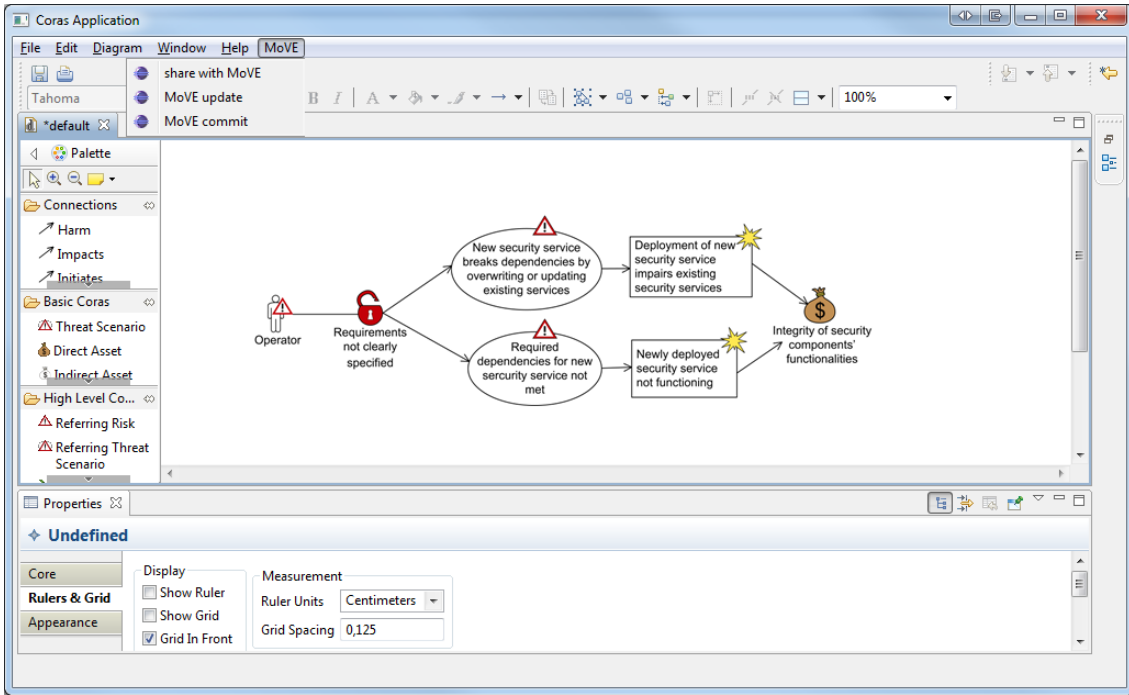 Coras Application
File Edit Diagram Window Help MoVE
share with MoVE
MoVE update
MoVE commit
Tahoma
B I A
100%
*default
Palette
Connections
Harm
Impacts
Initiates
Basic Coras
Threat Scenario
Direct Asset
Indirect Asset
High Level Co...
Referring Risk
Referring Threat
Scenario
Operator
Requirements
not clearly
specified
New security service
breaks dependencies by
overwriting or updating
existing services
Required
dependencies for new
sercurity service not
met
Deployment of new
security service
impairs existing
security services
Newly deployed
security service
not functioning
$
Integrity of security
components'
functionalities
Properties
Undefined
Core
Rulers & Grid
Appearance
Display
Show Ruler
Show Grid
Grid In Front
Measurement
Ruler Units Centimeters
Grid Spacing 0,125